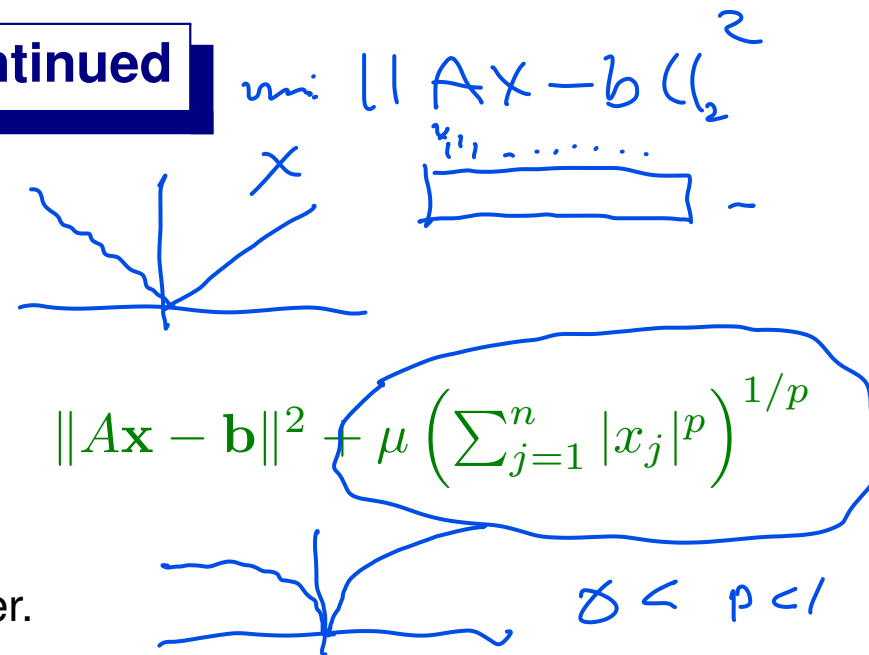 ntinued
min ||Ax-b||₂²
x
‖Ax − b‖² + μ (∑ⁿⱼ₌₁ |xⱼ|ᵖ)^{1/p}
er.
0 < p < 1